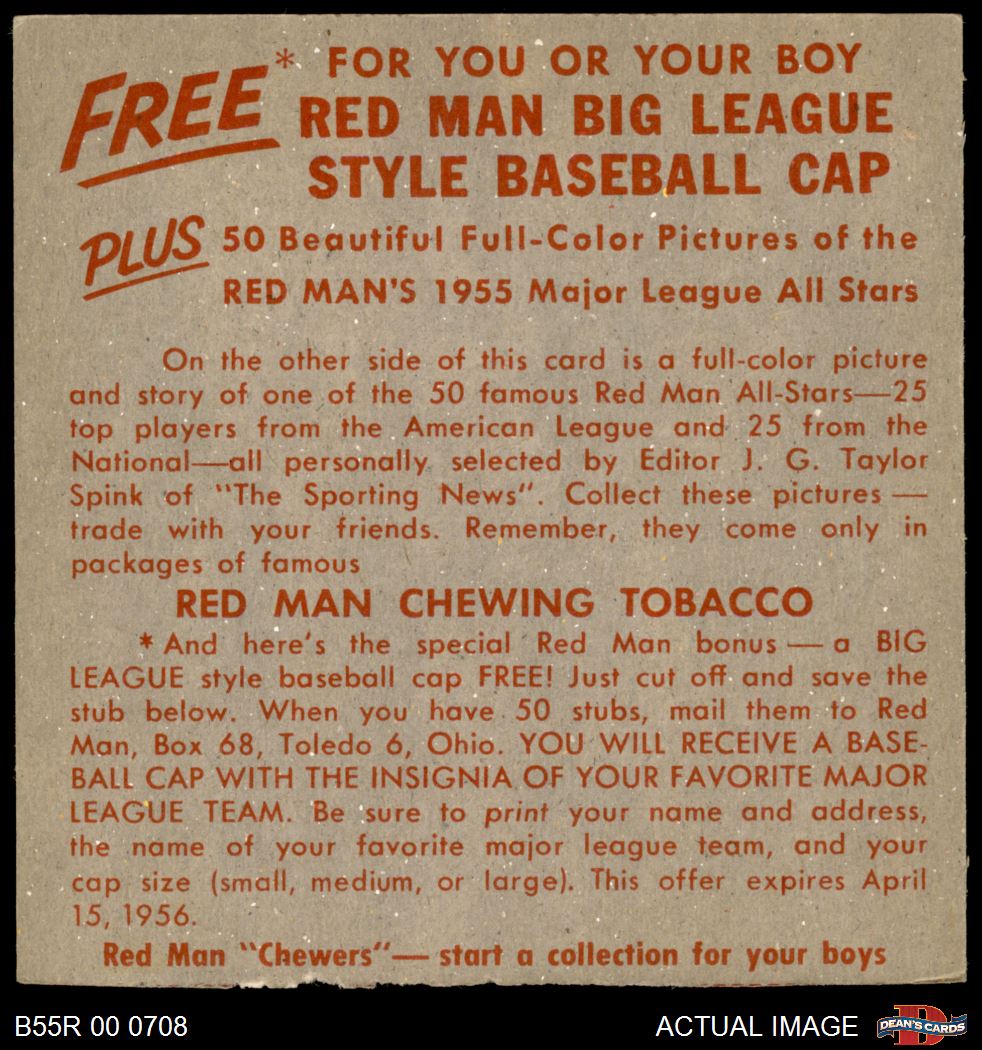 FREE* FOR YOU OR YOUR BOY
RED MAN BIG LEAGUE
STYLE BASEBALL CAP
PLUS 50 Beautiful Full-Color Pictures of the
RED MAN'S 1955 Major League All Stars
On the other side of this card is a full-color picture
and story of one of the 50 famous Red Man All-Stars—25
top players from the American League and 25 from the
National—all personally selected by Editor J. G. Taylor
Spink of "The Sporting News". Collect these pictures —
trade with your friends. Remember, they come only in
packages of famous
RED MAN CHEWING TOBACCO
* And here's the special Red Man bonus — a BIG
LEAGUE style baseball cap FREE! Just cut off and save the
stub below. When you have 50 stubs, mail them to Red
Man, Box 68, Toledo 6, Ohio. YOU WILL RECEIVE A BASE-
BALL CAP WITH THE INSIGNIA OF YOUR FAVORITE MAJOR
LEAGUE TEAM. Be sure to print your name and address,
the name of your favorite major league team, and your
cap size (small, medium, or large). This offer expires April
15, 1956.
Red Man "Chewers"— start a collection for your boys
B55R 00 0708
ACTUAL IMAGE
D
DEAN'S CARDS